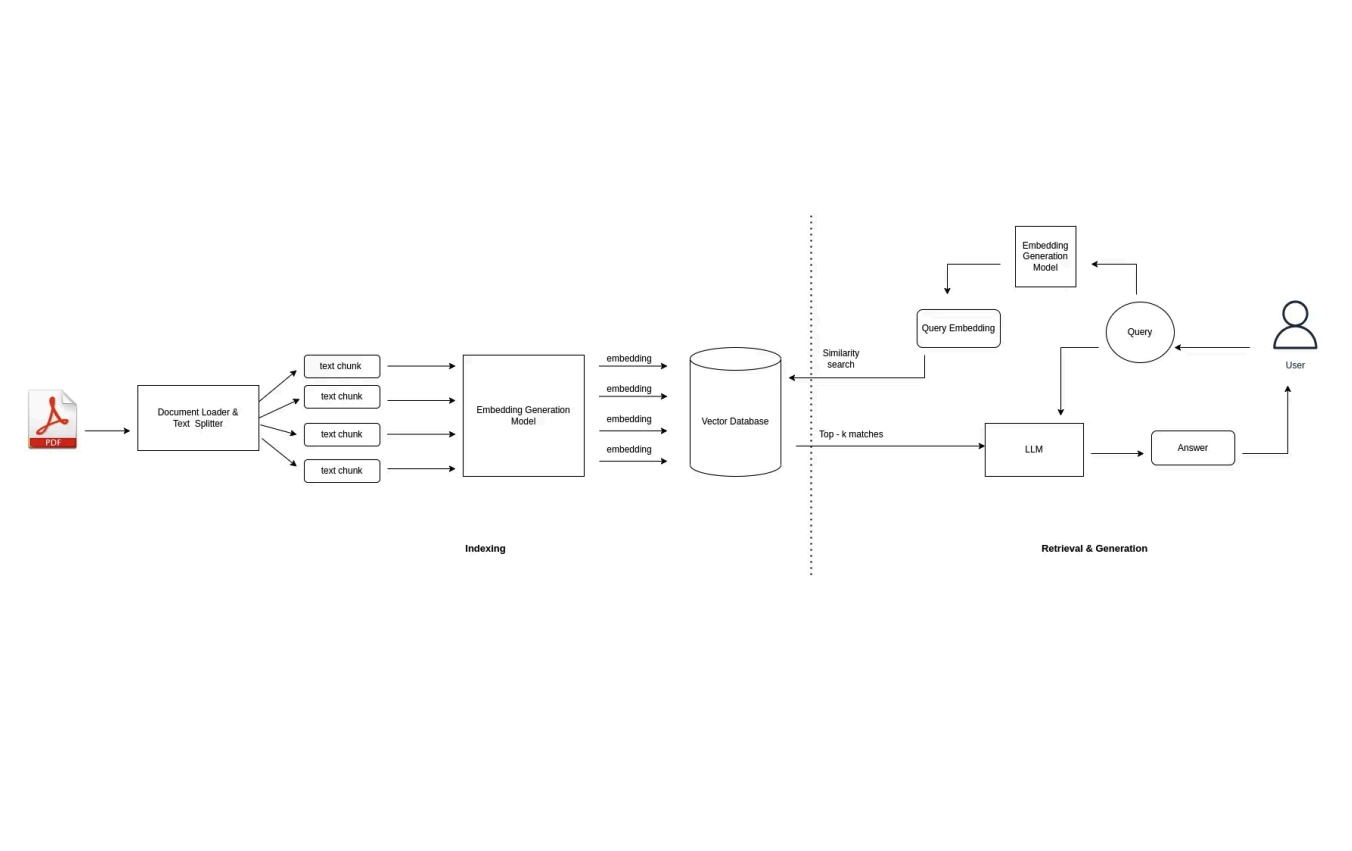 PDF
Document Loader &
Text Splitter
text chunk
text chunk
text chunk
text chunk
Embedding Generation
Model
embedding
embedding
embedding
embedding
Vector Database
Indexing
Similarity
search
Top - k matches
Query Embedding
Embedding
Generation
Model
Query
User
LLM
Answer
Retrieval & Generation